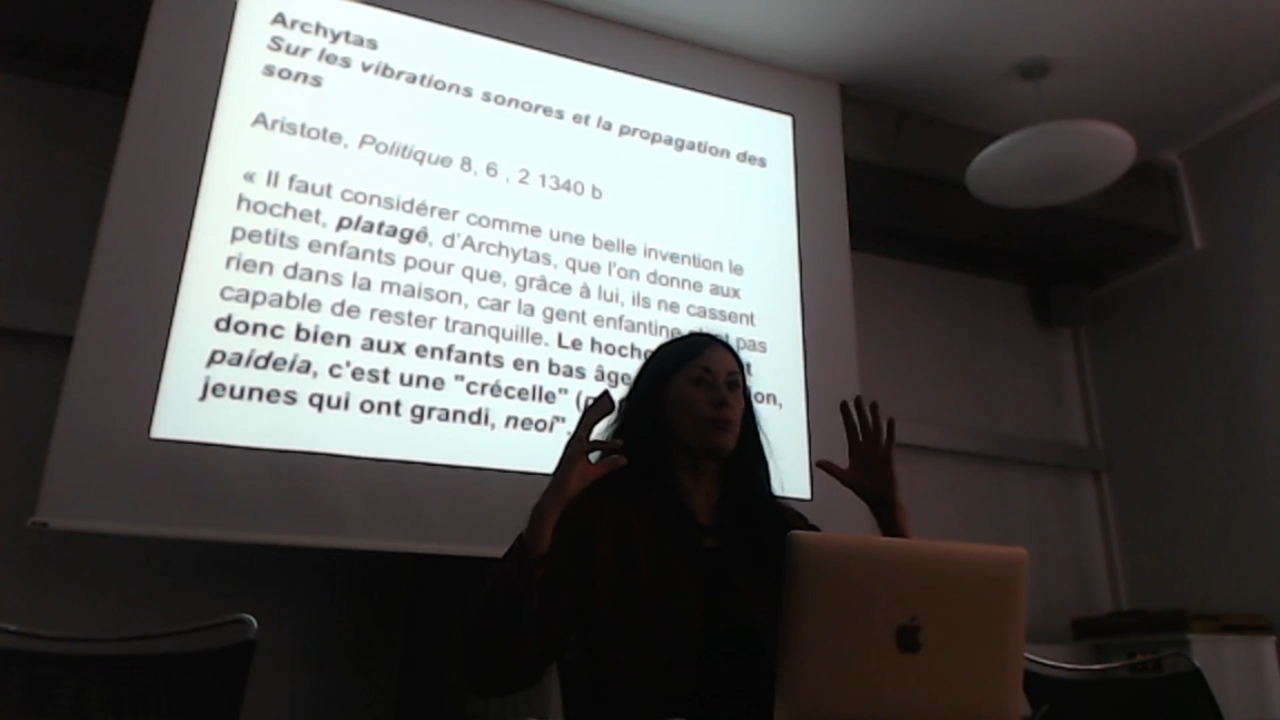 Archytas
Sur les vibrations sonores et la propagation des
sons
Aristote, Politique 8, 6 , 2 1340 b
« Il faut considérer comme une belle invention le
hochet, platagê, d'Archytas, que l'on donne aux
petits enfants pour que, grâce à lui, ils ne cassent
rien dans la maison, car la gent enfantine pas
capable de rester tranquille. Le
donc bien aux enfants en bas âge
paideia, c'est une "crécelle"
jeunes qui ont grandi, neoi".